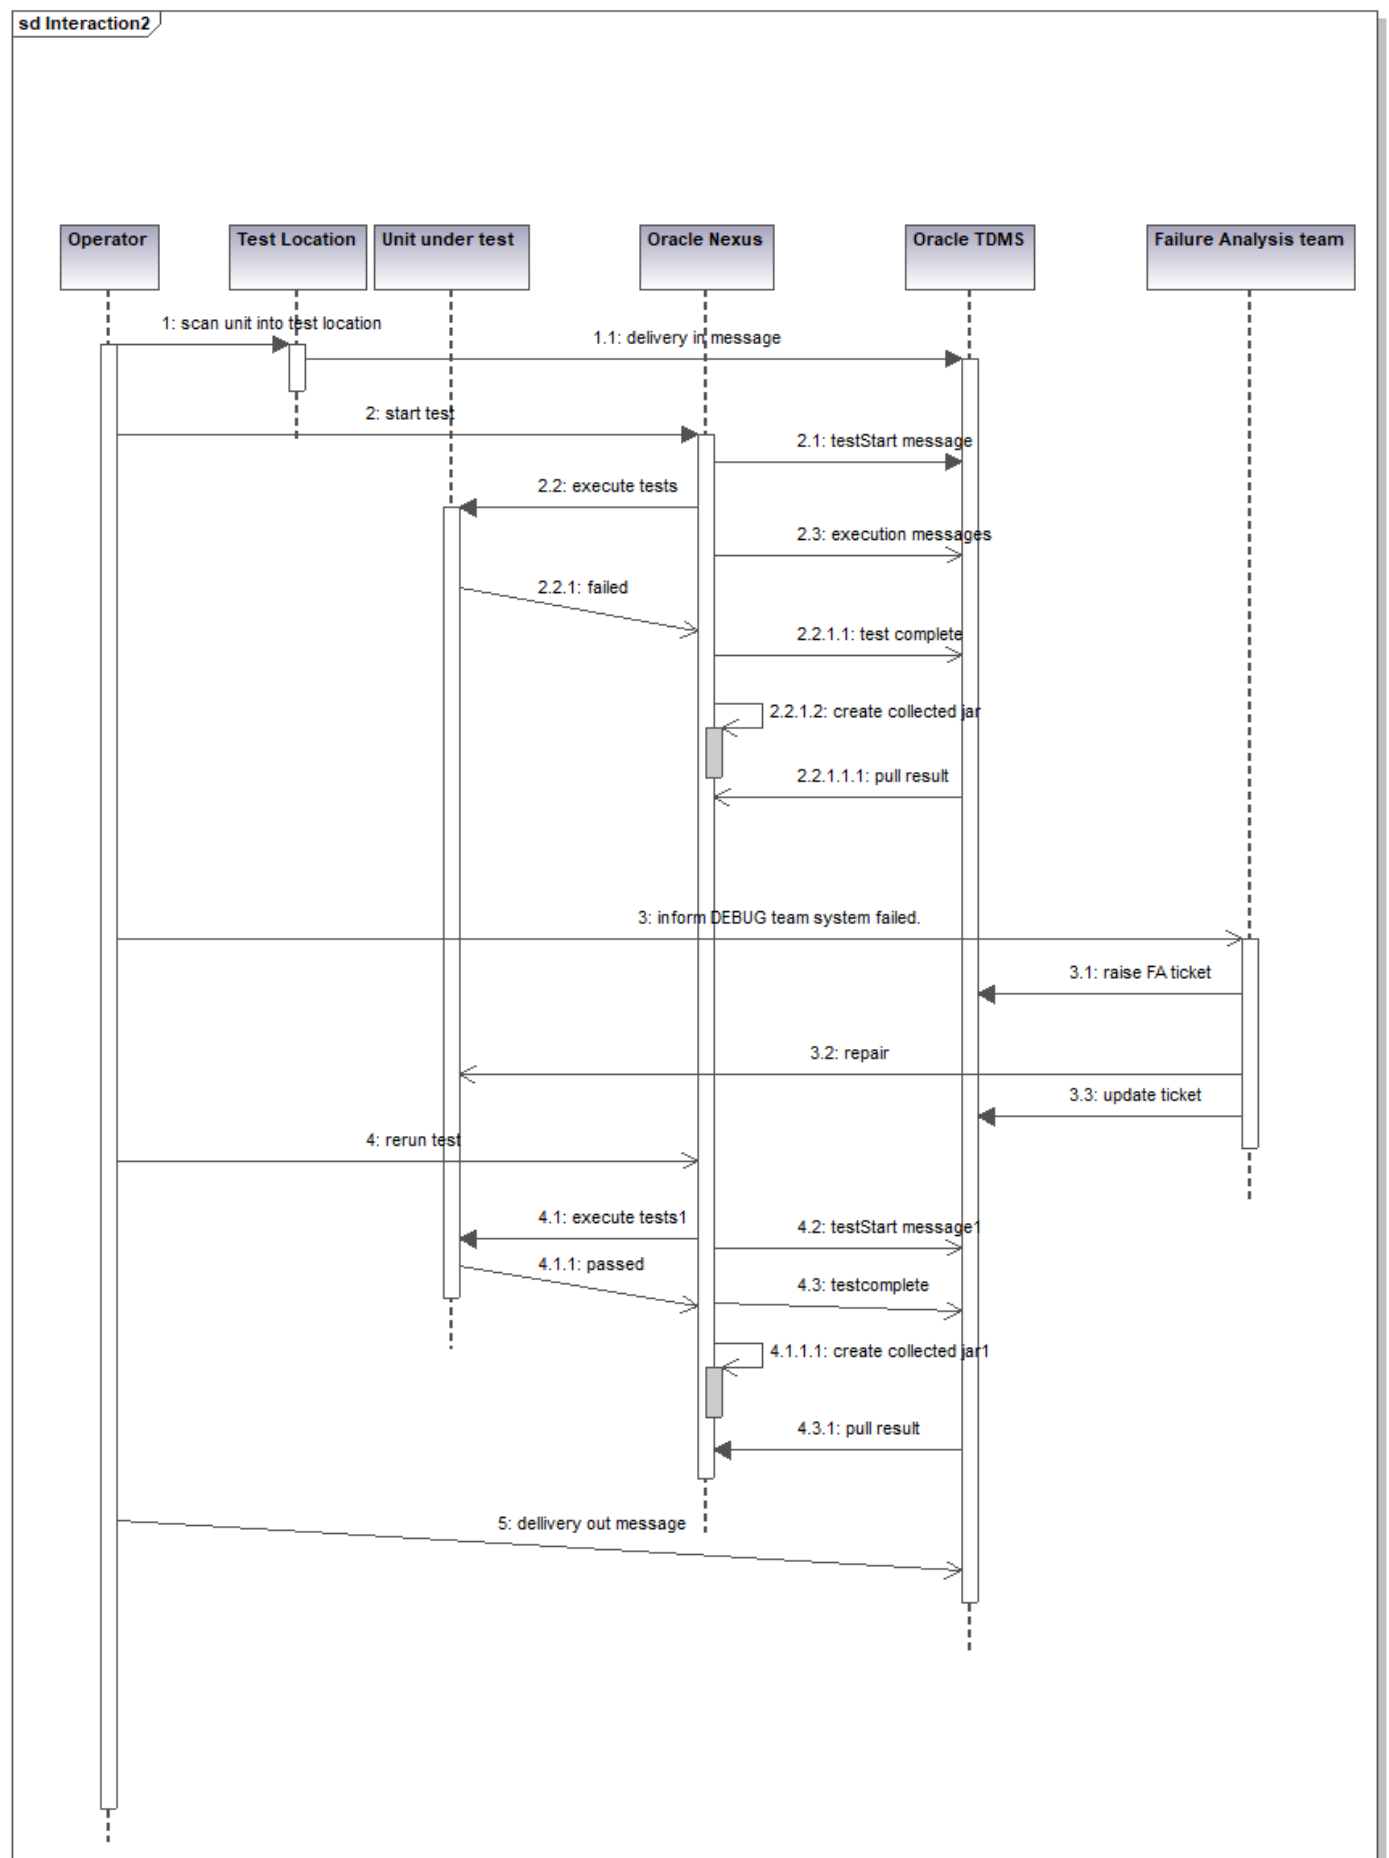 sd Interaction2
Operator
Test Location
Unit under test
Oracle Nexus
Oracle TDMS
Failure Analysis team
1: scan unit into test location
1.1: delivery in message
2: start test
2.1: testStart message
2.2: execute tests
2.3: execution messages
2.2.1: failed
2.2.1.1: test complete
2.2.1.2: create collected jar
2.2.1.1.1: pull result
3: inform DEBUG team system failed.
3.1: raise FA ticket
3.2: repair
3.3: update ticket
4: rerun test
4.1: execute tests1
4.2: testStart message1
4.1.1: passed
4.3: testcomplete
4.1.1.1: create collected jar1
4.3.1: pull result
5: dellivery out message